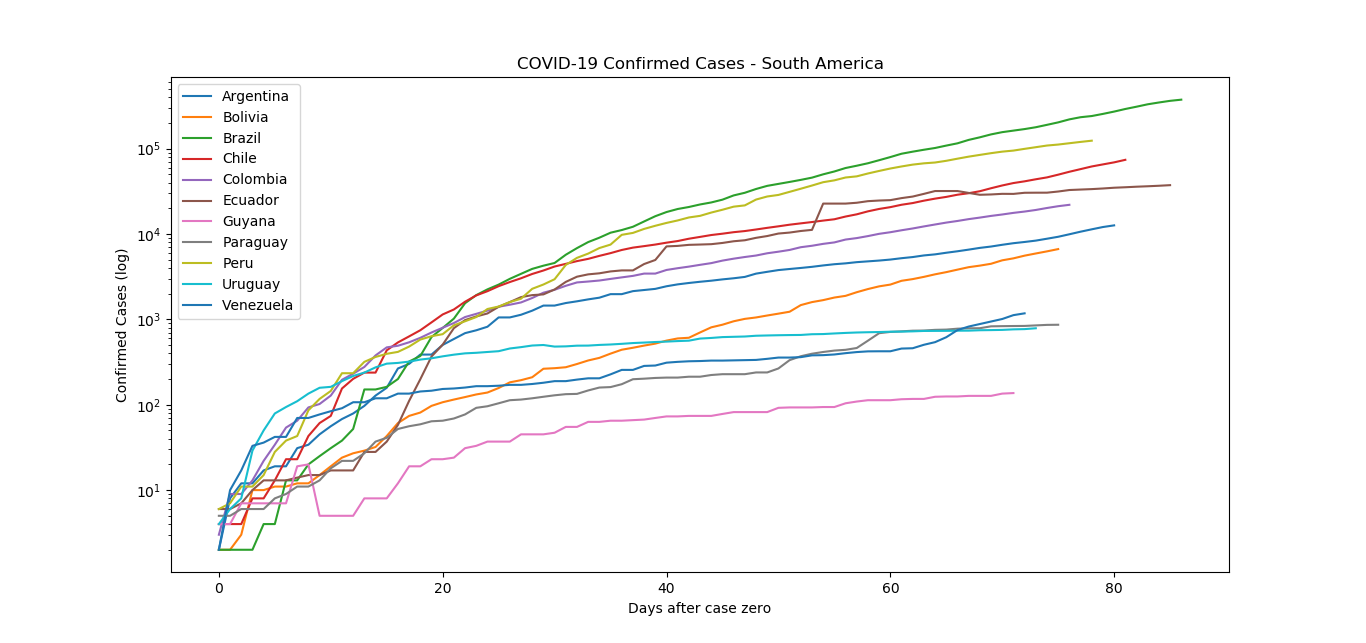 COVID-19 Confirmed Cases - South America
Argentina
Bolivia
Brazil
Chile
Colombia
Ecuador
Guyana
Paraguay
Peru
Uruguay
Venezuela
10⁵
10⁴
10³
10²
10¹
Confirmed Cases (log)
0 20 40 60 80
Days after case zero